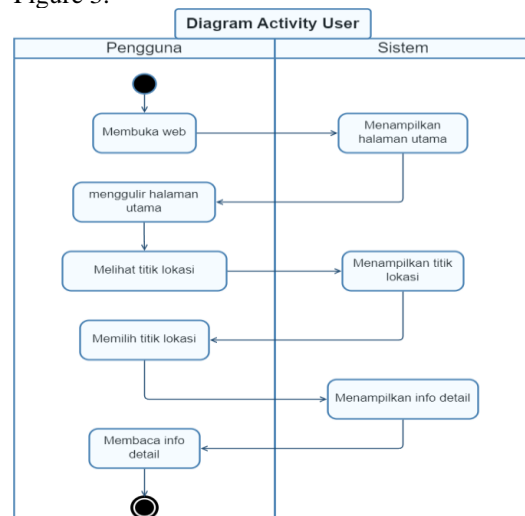 Figure 3.
Diagram Activity User
Pengguna
Sistem
Membuka web
Menampilkan
halaman utama
menggulir halaman
utama
Melihat titik lokasi
Menampilkan titik
lokasi
Memilih titik lokasi
Menampilkan info detail
Membaca info
detail